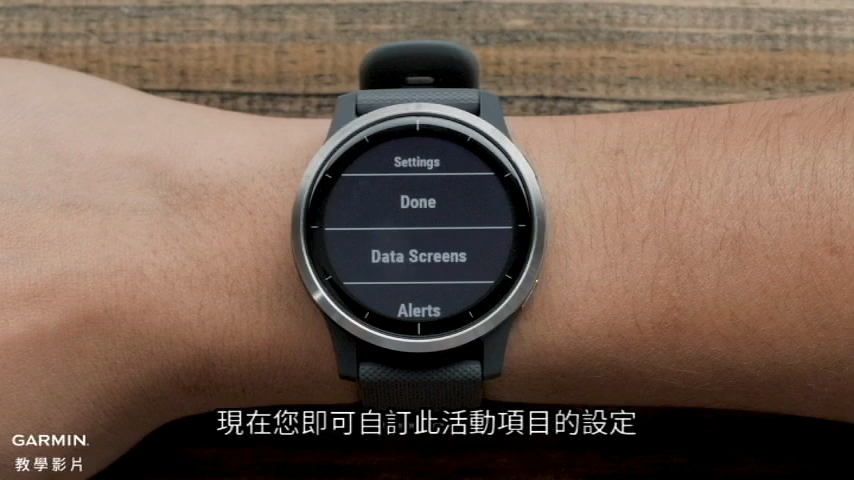 Settings
Done
Data Screens
Alerts
現在您即可自訂此活動項目的設定
GARMIN.
教學影片